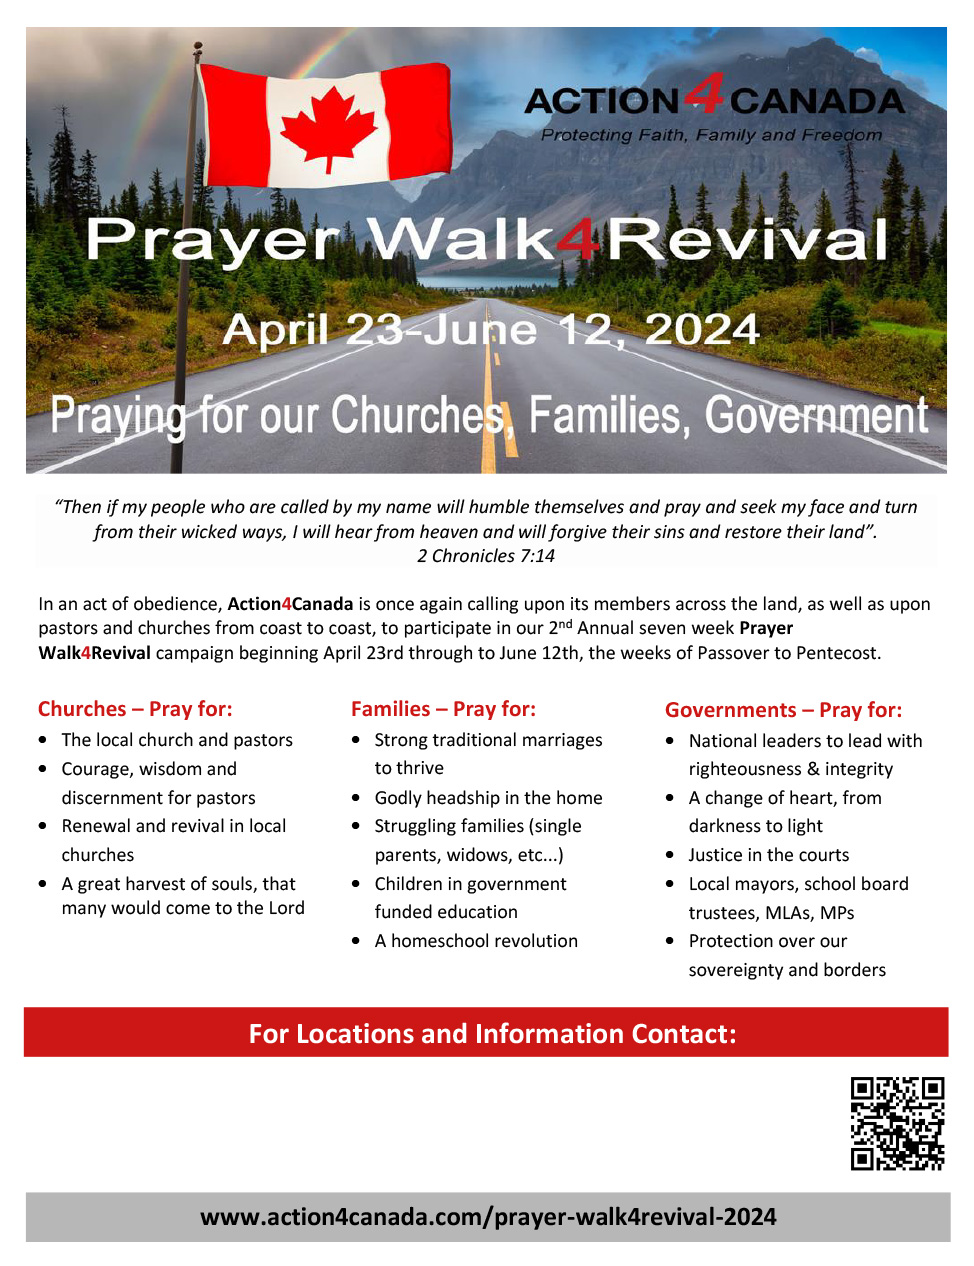 ACTION4CANADA
Protecting Faith, Family and Freedom
Prayer Walk4Revival
April 23-June 12, 2024
Praying for our Churches, Families, Government
“Then if my people who are called by my name will humble themselves and pray and seek my face and turn
from their wicked ways, I will hear from heaven and will forgive their sins and restore their land”.
2 Chronicles 7:14
In an act of obedience, Action4Canada is once again calling upon its members across the land, as well as upon
pastors and churches from coast to coast, to participate in our 2nd Annual seven week Prayer
Walk4Revival campaign beginning April 23rd through to June 12th, the weeks of Passover to Pentecost.
Churches – Pray for:
• The local church and pastors
• Courage, wisdom and
discernment for pastors
• Renewal and revival in local
churches
• A great harvest of souls, that
many would come to the Lord
Families – Pray for:
• Strong traditional marriages
to thrive
• Godly headship in the home
• Struggling families (single
parents, widows, etc...)
• Children in government
funded education
• A homeschool revolution
Governments – Pray for:
• National leaders to lead with
righteousness & integrity
• A change of heart, from
darkness to light
• Justice in the courts
• Local mayors, school board
trustees, MLAs, MPs
• Protection over our
sovereignty and borders
For Locations and Information Contact:
www.action4canada.com/prayer-walk4revival-2024